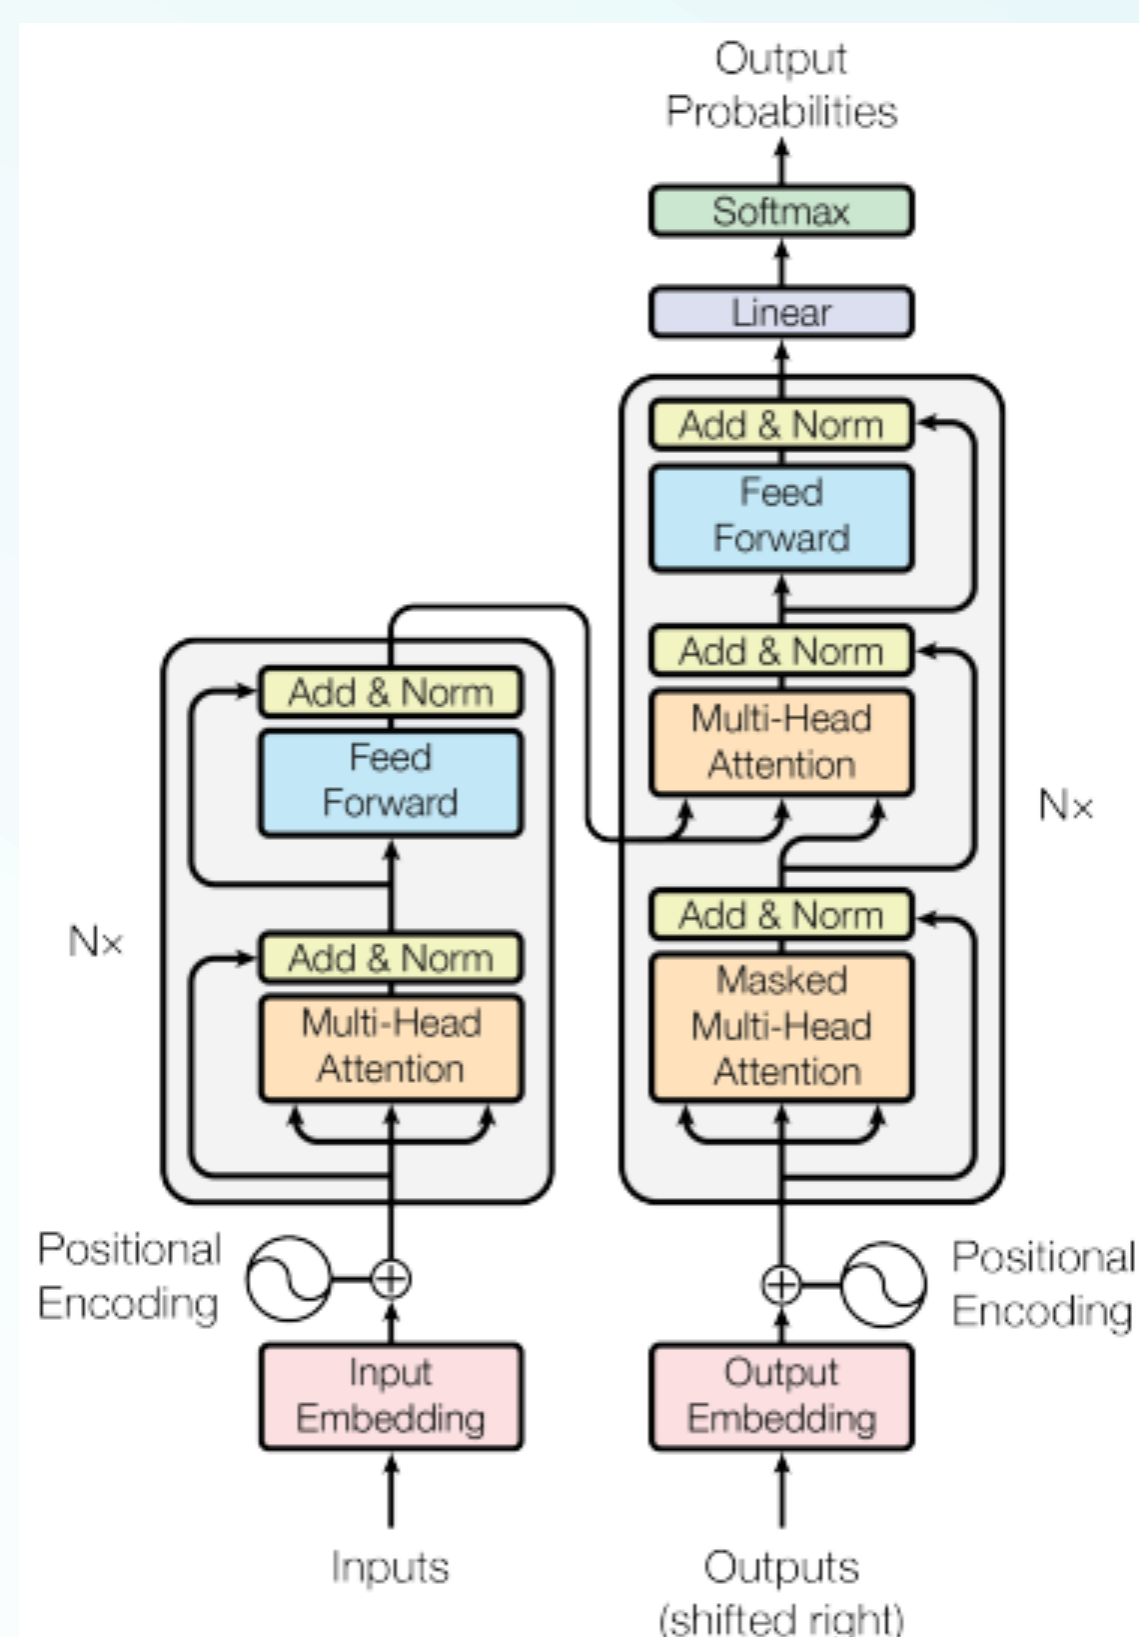 Output
Probabilities
Softmax
Linear
Add & Norm
Feed
Forward
Add & Norm
Multi-Head
Attention
Add & Norm
Masked
Multi-Head
Attention
Nx
Add & Norm
Feed
Forward
Add & Norm
Multi-Head
Attention
Nx
Positional
Encoding
Input
Embedding
Inputs
Positional
Encoding
Output
Embedding
Outputs
(shifted right)